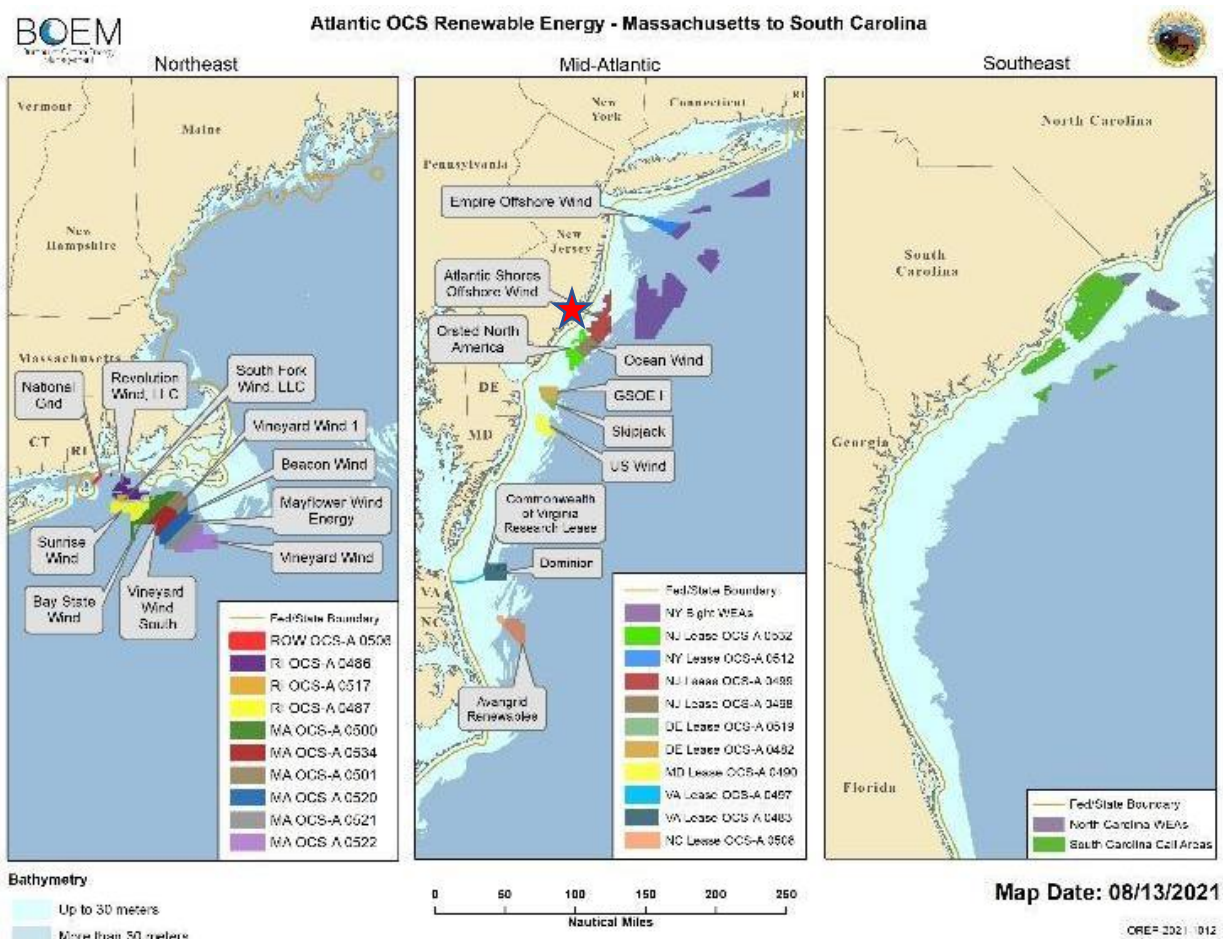 BOEM
Atlantic OCS Renewable Energy - Massachusetts to South Carolina
Northeast
Vermont
Maine
New
Hampshire
Massachusetts
National
Grid
Revolution
Wind, LLC
South Fork
Wind, LLC
Vineyard Wind 1
CT
RI
Beacon Wind
Mayflower Wind
Energy
Sunrise
Wind
Vineyard Wind
Bay State
Wind
Vineyard
Wind
South
Fed/State Boundary
ROW OCS-A 0506
RI OCS-A 0486
RI OCS-A 0517
RI OCS-A 0487
MA OCS-A 0500
MA OCS-A 0534
MA OCS-A 0501
MA OCS-A 0520
MA OCS-A 0521
MA OCS-A 0522
Mid-Atlantic
New
York
Connecticut
RI
Pennsylvania
Empire Offshore Wind
New
Jersey
Atlantic Shores
Offshore Wind
Orsted North
America
Ocean Wind
DE
GSOE I
MD
Skipjack
US Wind
Commonwealth
of Virginia
Research Lease
Dominion
VA
NC
Avangrid
Renewables
Fed/State Boundary
NY Bight WEAs
NJ Lease OCS-A 0532
NY Lease OCS-A 0512
NJ Lease OCS-A 0499
NJ Lease OCS-A 0498
DE Lease OCS-A 0519
DE Lease OCS-A 0482
MD Lease OCS-A 0490
VA Lease OCS-A 0497
VA Lease OCS-A 0483
NC Lease OCS-A 0508
Southeast
North Carolina
South
Carolina
Georgia
Florida
Fed/State Boundary
North Carolina WEAs
South Carolina Call Areas
Bathymetry
Up to 30 meters
More than 30 meters
0 50 100 150 200 250
Nautical Miles
Map Date: 08/13/2021
OREP-2021-1012